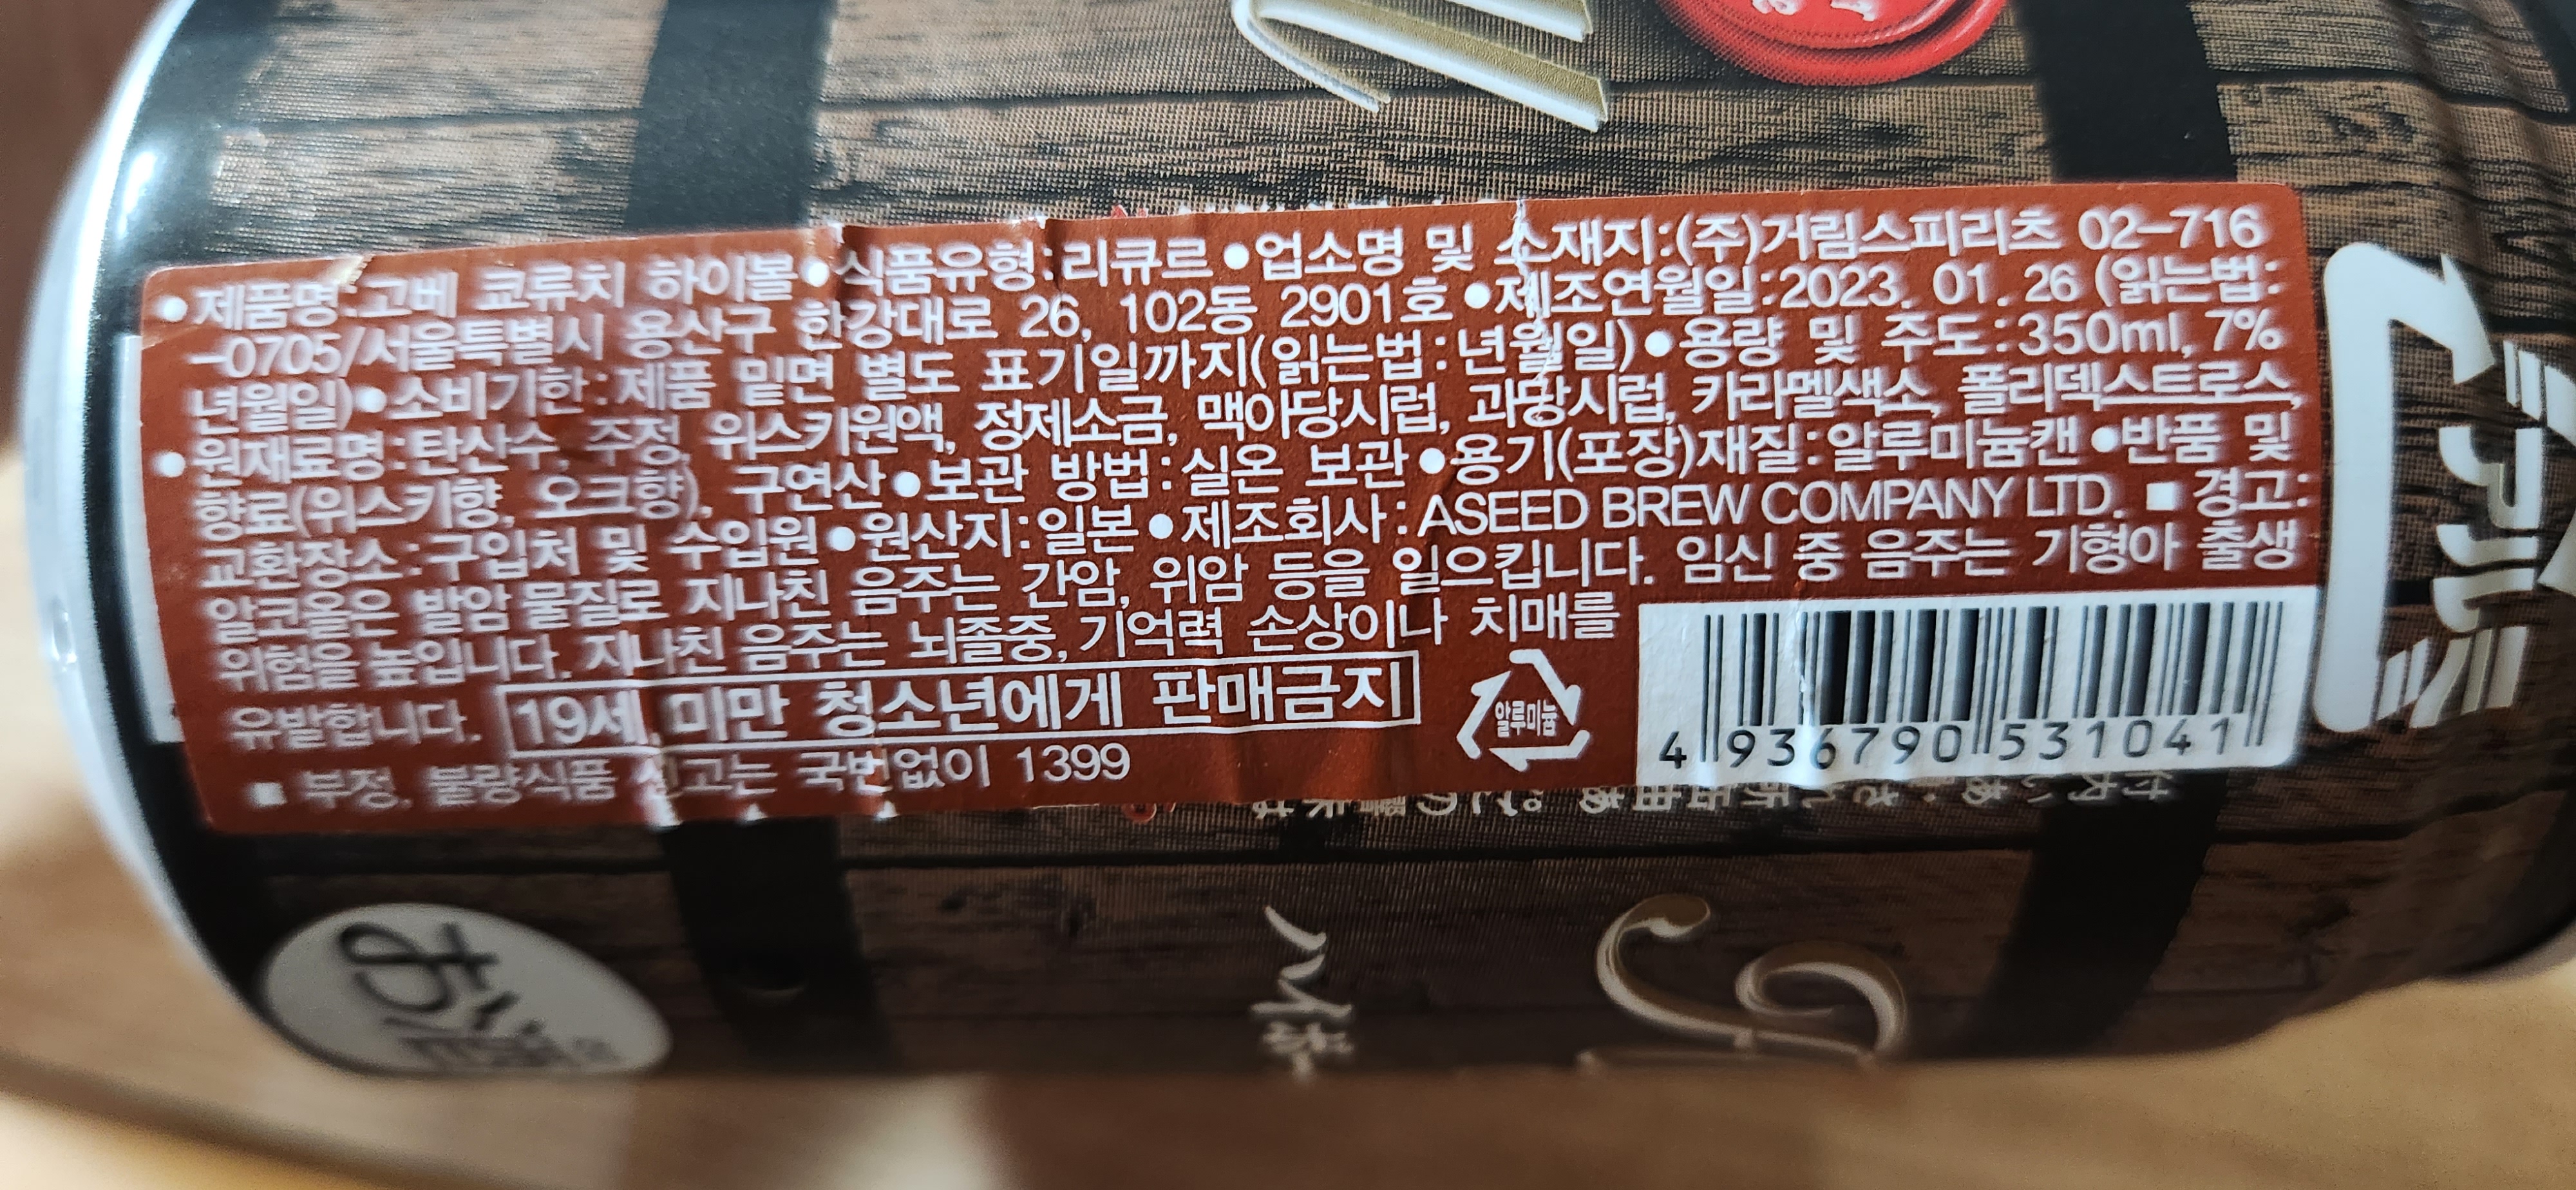 •제품명:고베 쿄류치 하이볼•식품유형:리큐르•업소명 및 소재지:(주)거림스피리츠 02-716
-0705/서울특별시 용산구 한강대로 26, 102동 2901호•제조연월일:2023. 01. 26 (읽는법:
년월일)•소비기한:제품 밑면 별도 표기일까지(읽는법:년월일)•용량 및 주도:350ml, 7%
•원재료명:탄산수, 주정, 위스키원액, 정제소금, 맥아당시럽, 과당시럽, 카라멜색소, 폴리덱스트로스,
향료(위스키향, 오크향), 구연산•보관 방법:실온 보관•용기(포장)재질:알루미늄캔•반품 및
교환장소:구입처 및 수입원•원산지:일본•제조회사:ASEED BREW COMPANY LTD. ■ 경고:
알코올은 발암물질로 지나친 음주는 간암, 위암 등을 일으킵니다. 임신 중 음주는 기형아 출생
위험을 높입니다. 지나친 음주는 뇌졸중, 기억력 손상이나 치매를
유발합니다. 19세 미만 청소년에게 판매금지
알루미늄
■ 부정, 불량식품 신고는 국번없이 1399
4 936790 531041
お酒